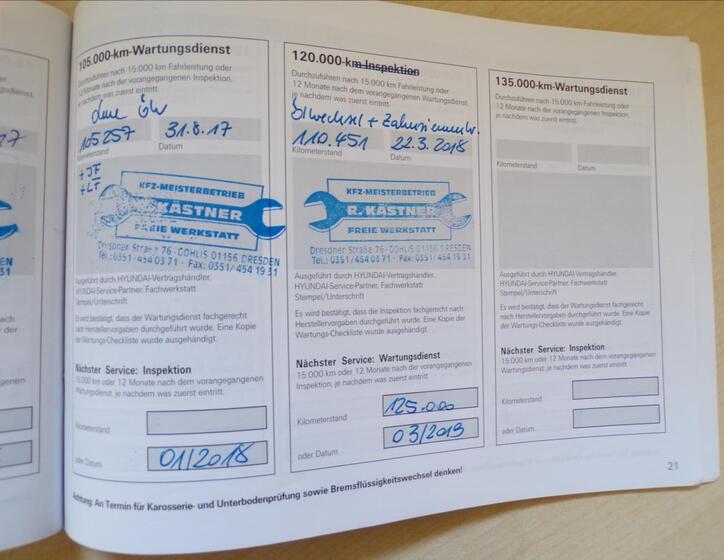 105.000-km-Wartungsdienst
Durchzuführen nach 15.000 km Fahrleistung oder
12 Monate nach der vorangegangenen Inspektion,
je nachdem was zuerst eintritt.
ohne ÖW
105257 31.8.17
Kilometerstand Datum
+ LF
KFZ-MEISTERBETRIEB
KÄSTNER
FREIE WERKSTATT
Dresdner Straße 76 - GOHLIS 01156 DRESDEN
Tel.: 0351/454 03 71 · Fax: 0351/454 19 31
Ausgeführt durch HYUNDAI-Vertragshändler,
HYUNDAI-Service-Partner, Fachwerkstatt
Stempel/Unterschrift
Es wird bestätigt, dass der Wartungsdienst fachgerecht
nach Herstellervorgaben durchgeführt wurde. Eine Kopie
der Wartungs-Checkliste wurde ausgehändigt.
Nächster Service: Inspektion
15.000 km oder 12 Monate nach dem vorangegangenen
Wartungsdienst, je nachdem was zuerst eintritt.
Kilometerstand
oder Datum 01/2018
120.000-km-Inspektion
Durchzuführen nach 15.000 km Fahrleistung oder
12 Monate nach dem vorangegangenen Wartungsdienst,
je nachdem was zuerst eintritt.
Ölwechsel +
110.451 22.3.2018
Kilometerstand Datum
KFZ-MEISTERBETRIEB
R. KÄSTNER
FREIE WERKSTATT
Dresdner Straße 76 - GOHLIS 01156 DRESDEN
Tel.: 0351/454 03 71 · Fax: 0351/454 19 31
Ausgeführt durch HYUNDAI-Vertragshändler,
HYUNDAI-Service-Partner, Fachwerkstatt
Stempel/Unterschrift
Es wird bestätigt, dass die Inspektion fachgerecht nach
Herstellervorgaben durchgeführt wurde. Eine Kopie der
Wartungs-Checkliste wurde ausgehändigt.
Nächster Service: Wartungsdienst
15.000 km oder 12 Monate nach der vorangegangenen
Inspektion, je nachdem was zuerst eintritt.
Kilometerstand 125.000
oder Datum 03/2019
135.000-km-Wartungsdienst
Durchzuführen nach 15.000 km Fahrleistung oder
12 Monate nach der vorangegangenen Inspektion,
je nachdem was zuerst eintritt.
Kilometerstand Datum
Ausgeführt durch HYUNDAI-Vertragshändler,
HYUNDAI-Service-Partner, Fachwerkstatt
Stempel/Unterschrift
Es wird bestätigt, dass der Wartungsdienst fachgerecht
nach Herstellervorgaben durchgeführt wurde. Eine Kopie
der Wartungs-Checkliste wurde ausgehändigt.
Nächster Service: Inspektion
15.000 km oder 12 Monate nach dem vorangegangenen
Wartungsdienst, je nachdem was zuerst eintritt.
Kilometerstand
oder Datum
21
Achtung: An Termin für Karosserie- und Unterbodenprüfung sowie Bremsflüssigkeitswechsel denken!